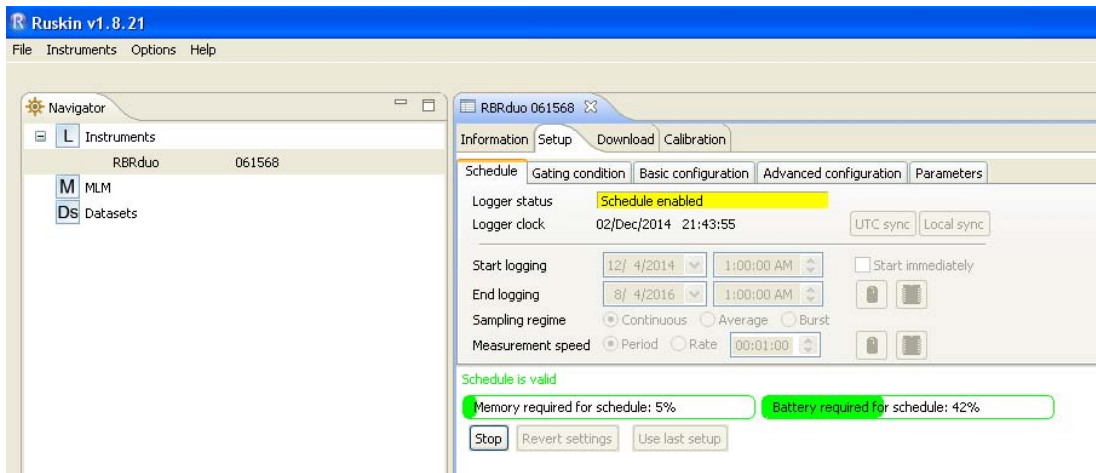 Ruskin v1.8.21
File Instruments Options Help
Navigator
L Instruments
RBRduo 061568
M MLM
Ds Datasets
RBRduo 061568
Information Setup Download Calibration
Schedule Gating condition Basic configuration Advanced configuration Parameters
Logger status Schedule enabled
Logger clock 02/Dec/2014 21:43:55 UTC sync Local sync
Start logging 12/ 4/2014 1:00:00 AM Start immediately
End logging 8/ 4/2016 1:00:00 AM
Sampling regime Continuous Average Burst
Measurement speed Period Rate 00:01:00
Schedule is valid
Memory required for schedule: 5% Battery required for schedule: 42%
Stop Revert settings Use last setup